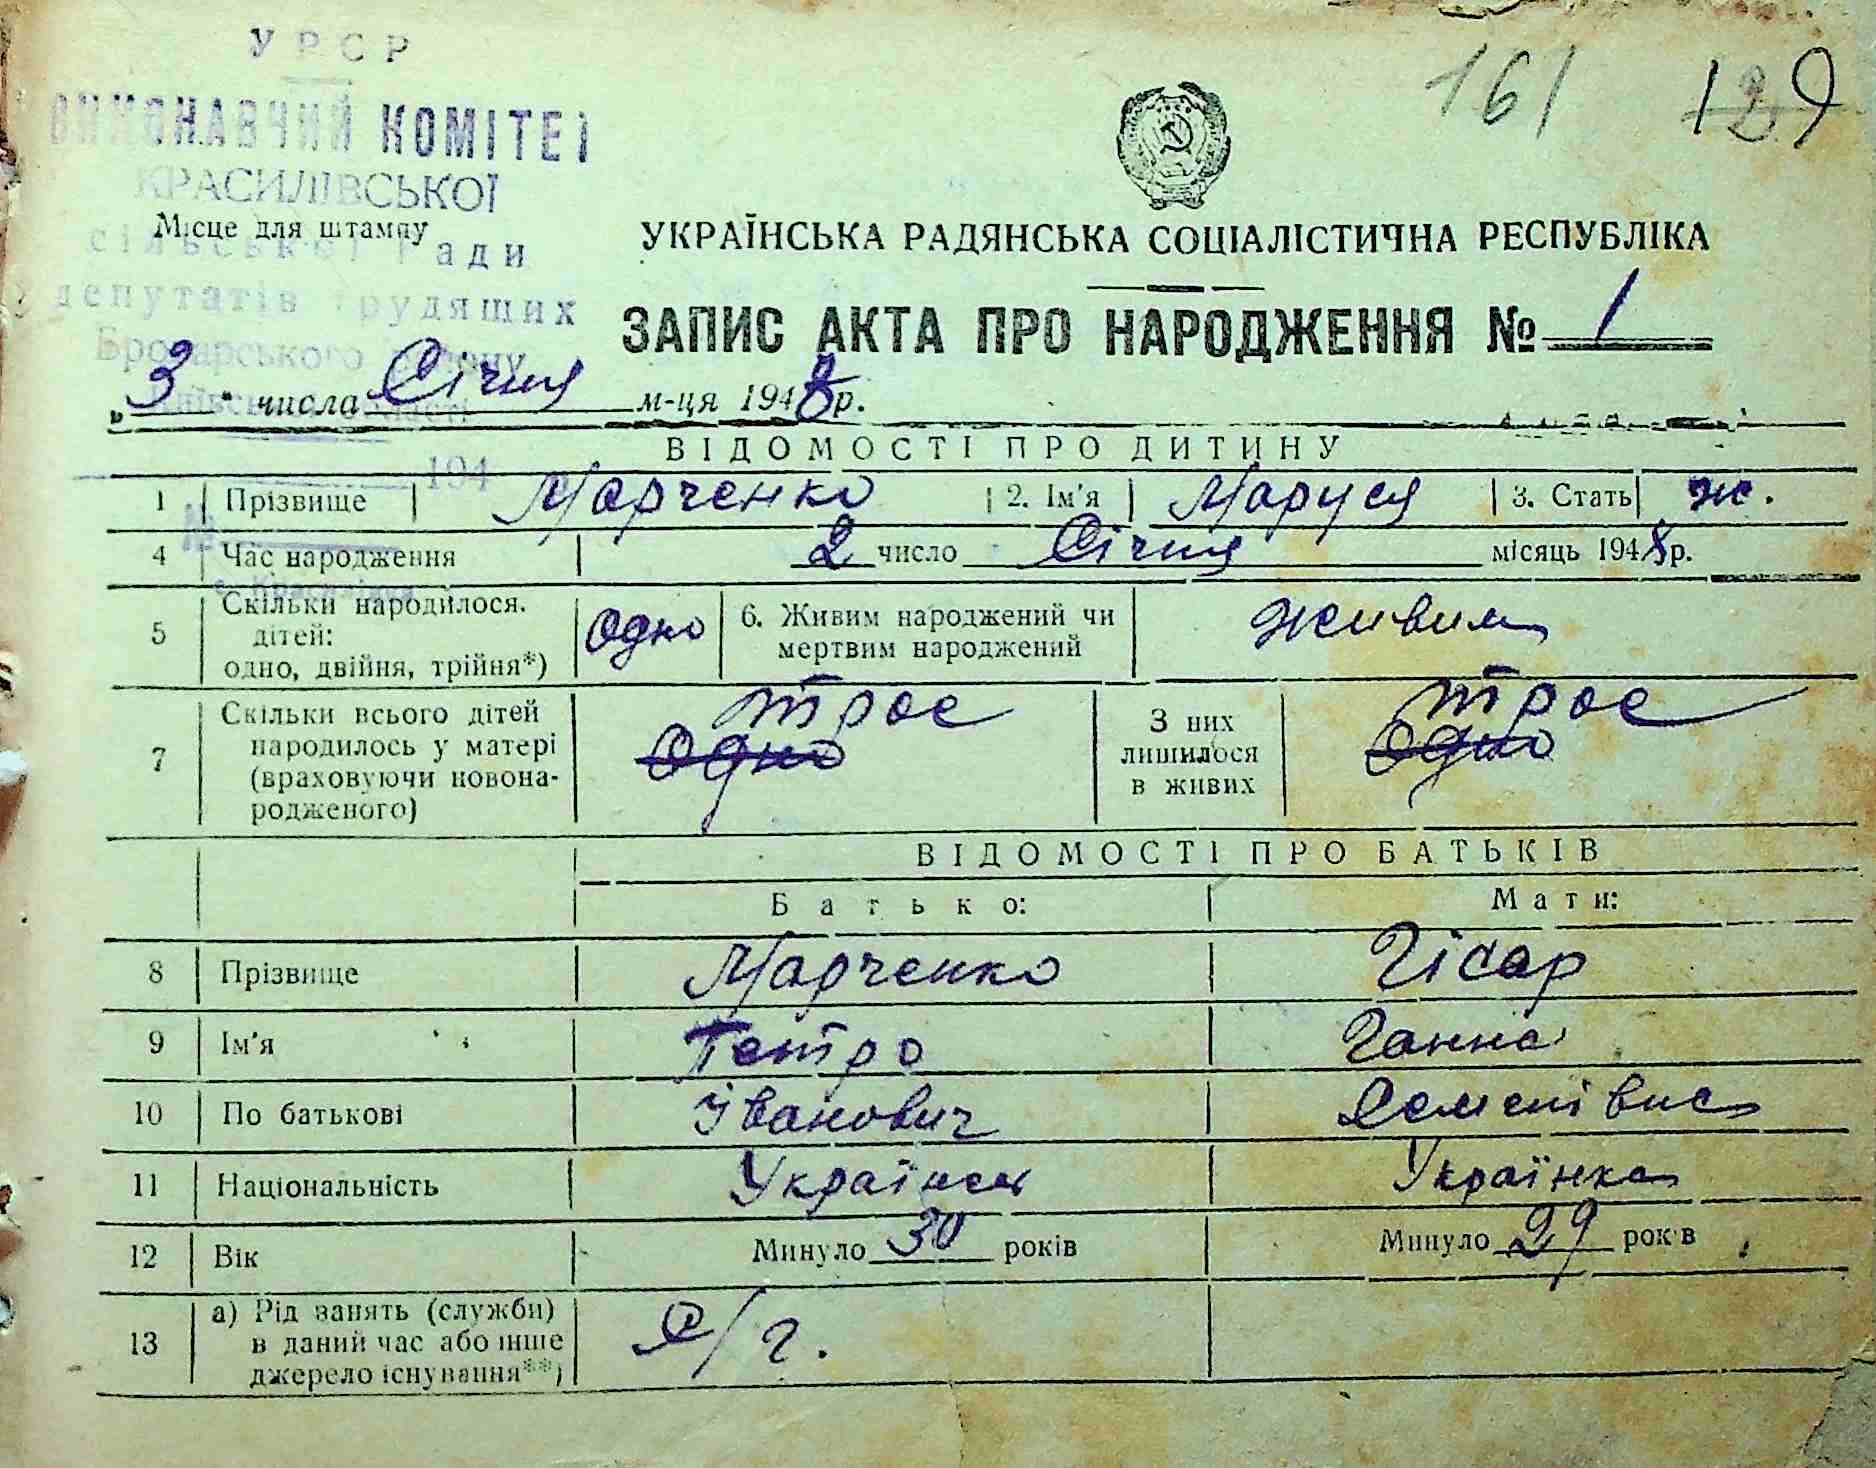 УРСР
161 129
ВИКОНАВЧИЙ КОМІТЕТ
КРАСИЛІВСЬКОЇ
Місце для штампу
сільської Ради
УКРАЇНСЬКА РАДЯНСЬКА СОЦІАЛІСТИЧНА РЕСПУБЛІКА
депутатів трудящих
Броварського району
ЗАПИС АКТА ПРО НАРОДЖЕННЯ № 1
„3" числа Січня м-ця 1948 р.
ВІДОМОСТІ ПРО ДИТИНУ
194
1 Прізвище Марченко 2. Ім'я Маруся 3. Стать ж.
4 Час народження 2 число Січня місяць 1948 р.
5 Скільки народилося дітей: одно, двійня, трійня*) Одно 6. Живим народжений чи мертвим народжений живим
7 Скільки всього дітей народилось у матері (враховуючи новонародженого) троє Одно З них лишилося в живих троє Одно
ВІДОМОСТІ ПРО БАТЬКІВ
Батько: Мати:
8 Прізвище Марченко Гісар
9 Ім'я Петро Ганна
10 По батькові Іванович Семенівна
11 Національність Українець Українка
12 Вік Минуло 30 років Минуло 29 років
13 а) Рід занять (служби) в даний час або інше джерело існування**) с/г.